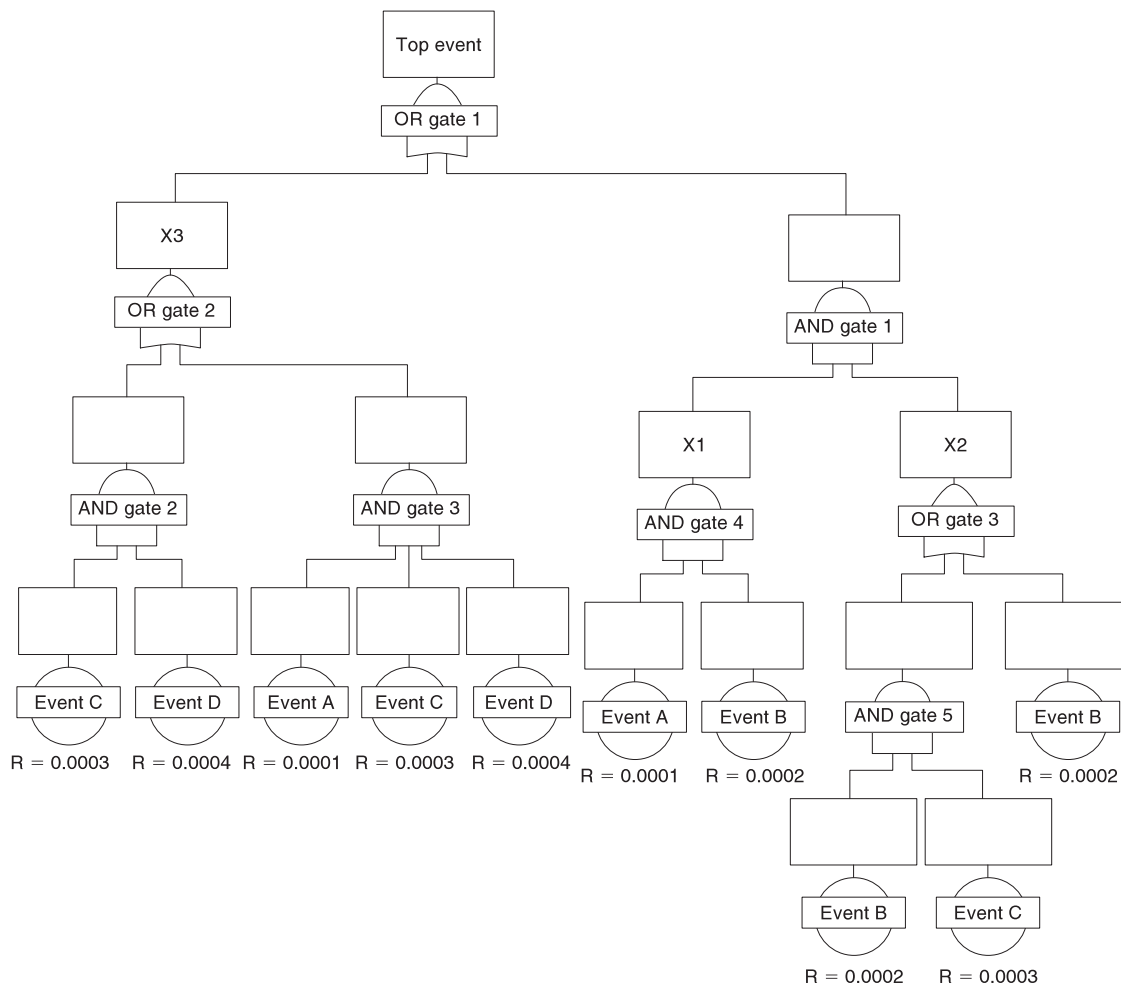 Top event
OR gate 1
X3
OR gate 2
AND gate 1
X1
X2
AND gate 2
AND gate 3
AND gate 4
OR gate 3
Event C
Event D
Event A
Event C
Event D
Event A
Event B
AND gate 5
Event B
R = 0.0003
R = 0.0004
R = 0.0001
R = 0.0003
R = 0.0004
R = 0.0001
R = 0.0002
R = 0.0002
Event B
Event C
R = 0.0002
R = 0.0003